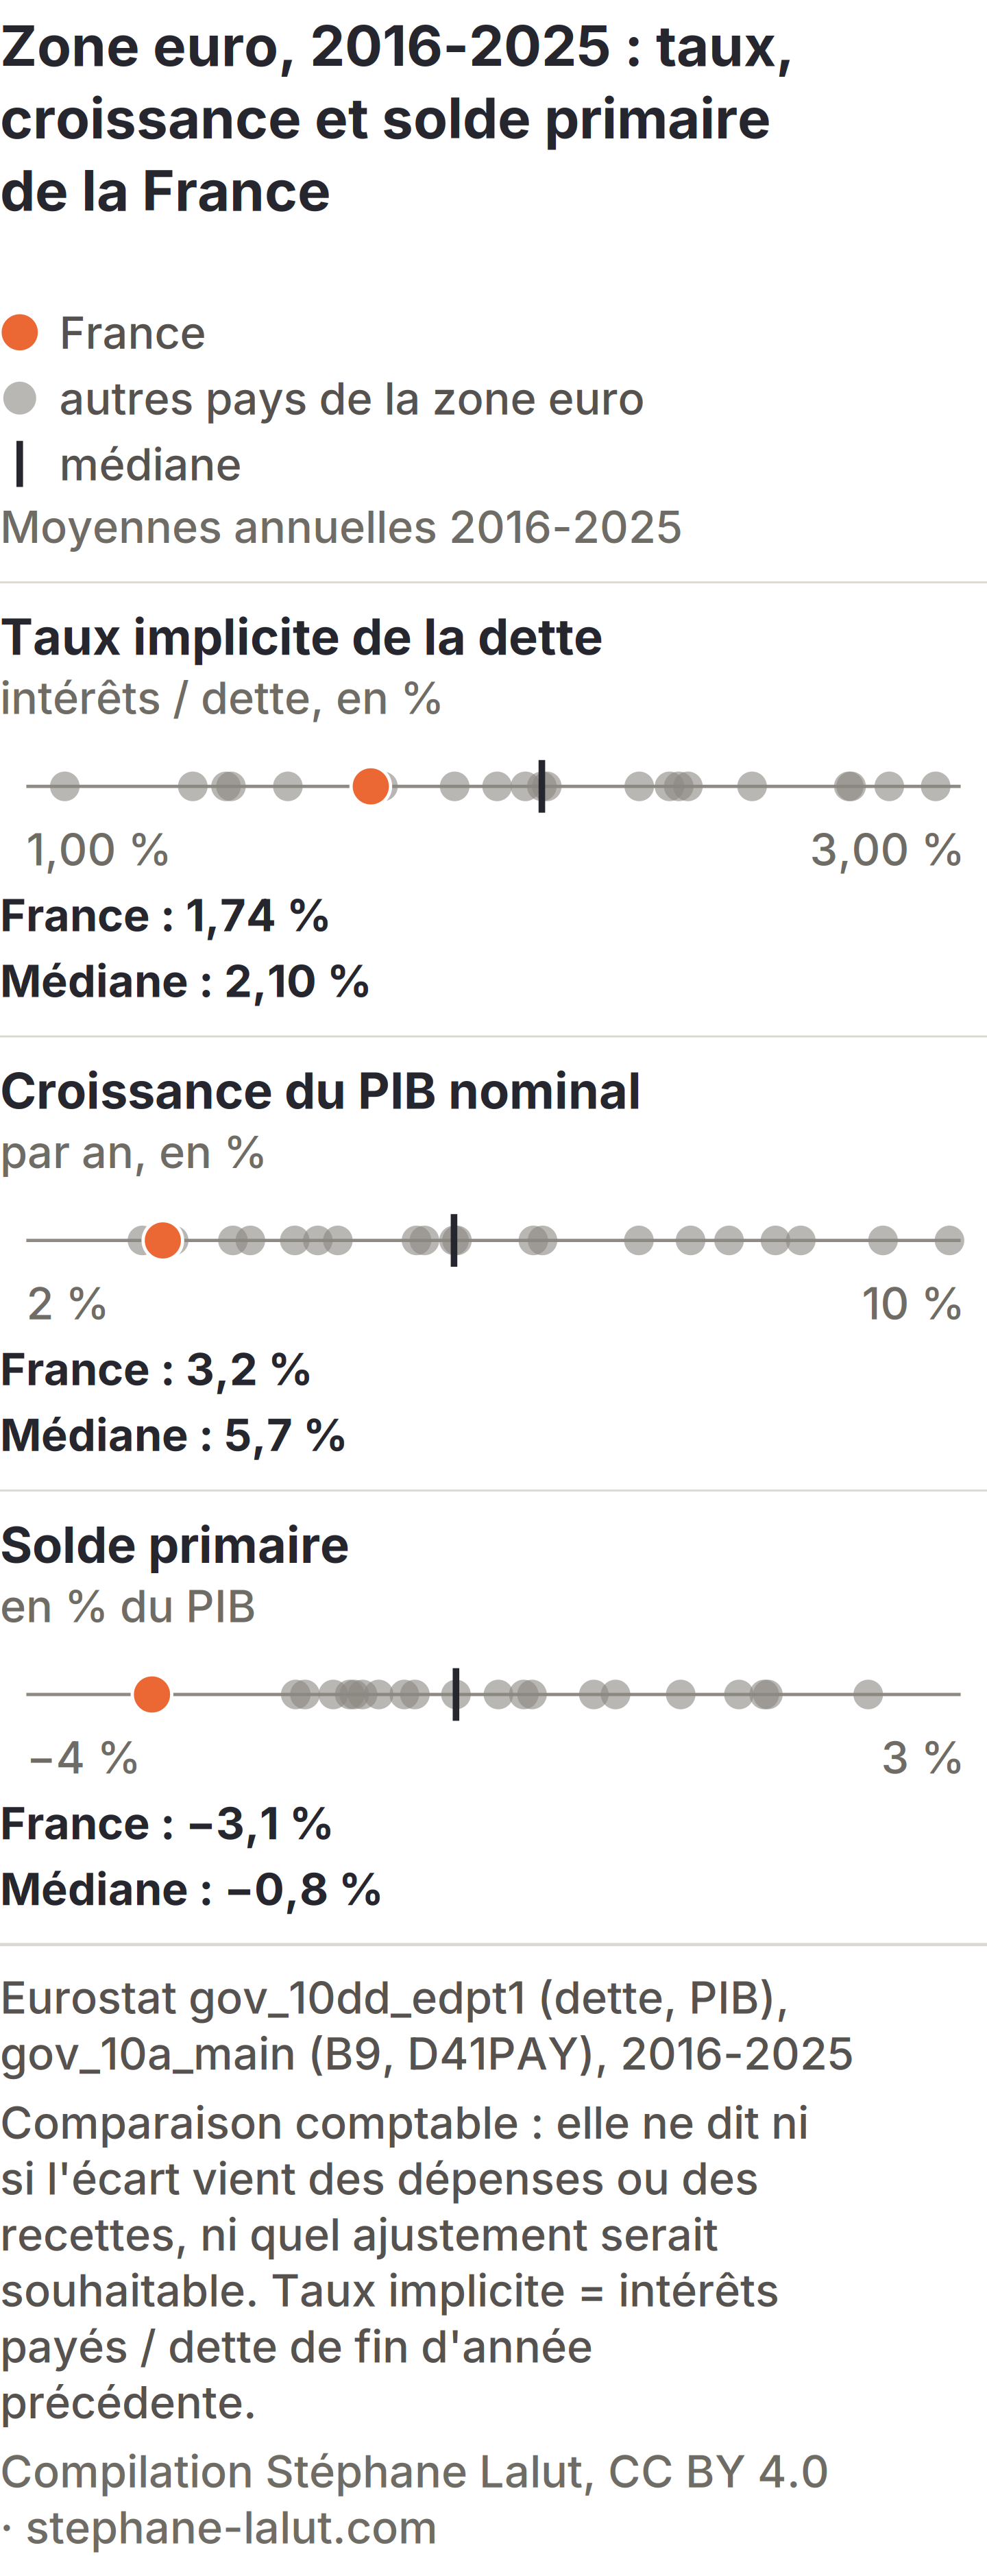 Zone euro, 2016-2025 : taux,
croissance et solde primaire
de la France
France
autres pays de la zone euro
médiane
Moyennes annuelles 2016-2025
Taux implicite de la dette
intérêts / dette, en %
1,00 %
3,00 %
France : 1,74 %
Médiane : 2,10 %
Croissance du PIB nominal
par an, en %
2 %
10 %
France : 3,2 %
Médiane : 5,7 %
Solde primaire
en % du PIB
−4 %
3 %
France : −3,1 %
Médiane : −0,8 %
Eurostat gov_10dd_edpt1 (dette, PIB),
gov_10a_main (B9, D41PAY), 2016-2025
Comparaison comptable : elle ne dit ni
si l'écart vient des dépenses ou des
recettes, ni quel ajustement serait
souhaitable. Taux implicite = intérêts
payés / dette de fin d'année
précédente.
Compilation Stéphane Lalut, CC BY 4.0
· stephane-lalut.com